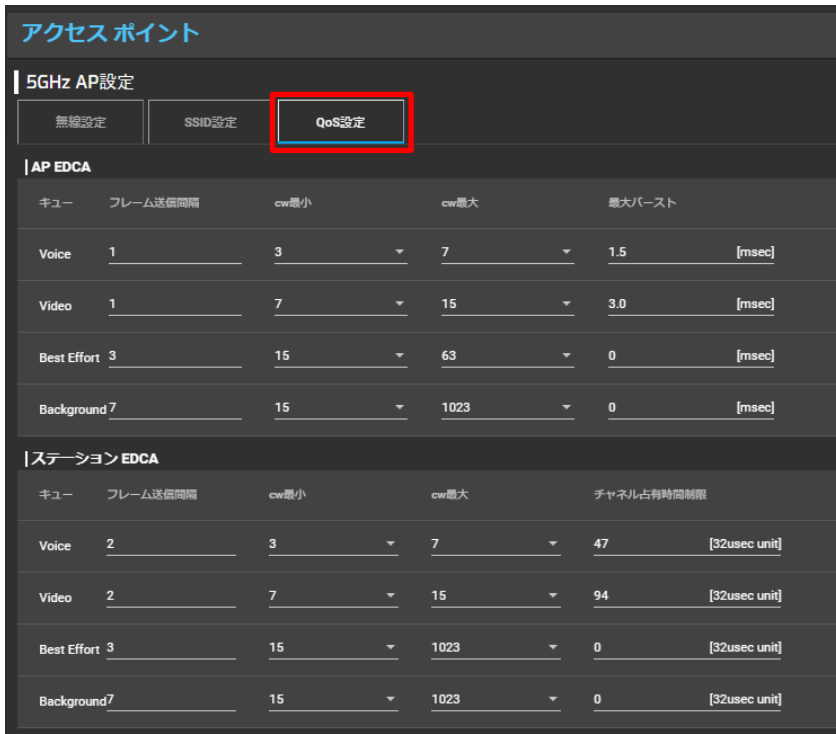 アクセス ポイント
5GHz AP設定
無線設定 SSID設定 QoS設定
AP EDCA
キュー フレーム送信間隔 cw最小 cw最大 最大バースト
Voice 1 3 7 1.5 [msec]
Video 1 7 15 3.0 [msec]
Best Effort 3 15 63 0 [msec]
Background 7 15 1023 0 [msec]
ステーション EDCA
キュー フレーム送信間隔 cw最小 cw最大 チャネル占有時間制限
Voice 2 3 7 47 [32usec unit]
Video 2 7 15 94 [32usec unit]
Best Effort 3 15 1023 0 [32usec unit]
Background 7 15 1023 0 [32usec unit]